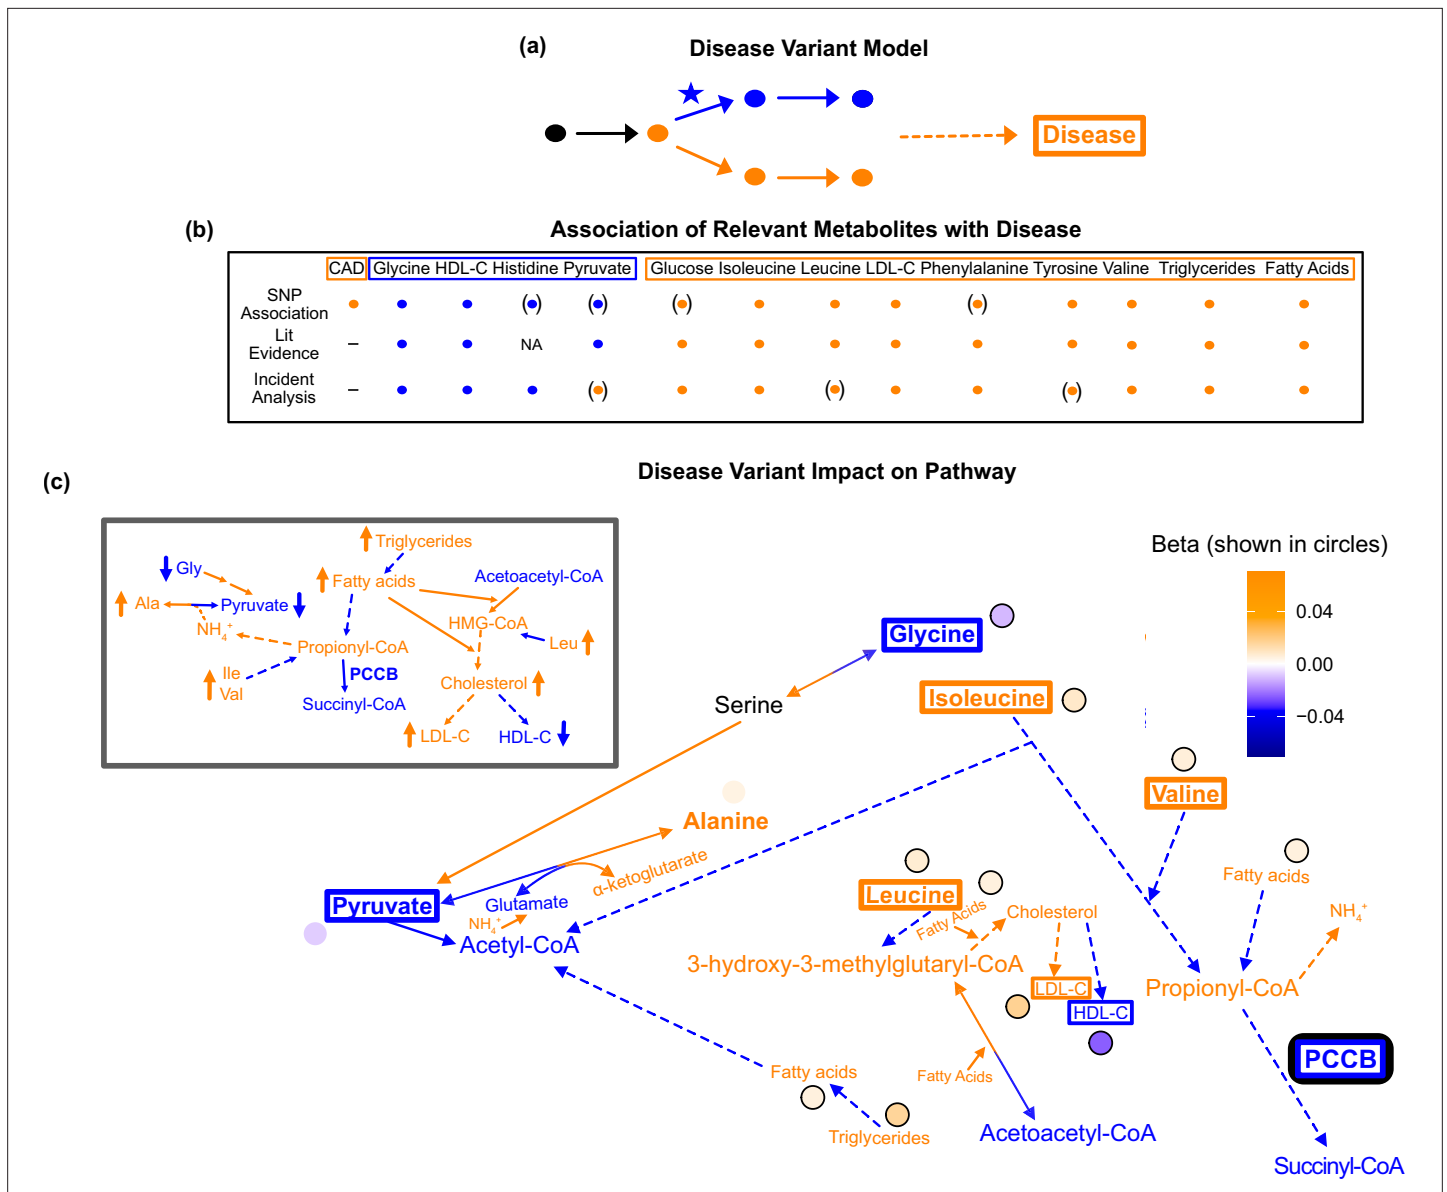 (a) Disease Variant Model
Disease
(b) Association of Relevant Metabolites with Disease
CAD Glycine HDL-C Histidine Pyruvate Glucose Isoleucine Leucine LDL-C Phenylalanine Tyrosine Valine Triglycerides Fatty Acids
SNP
Association
( ) ( ) ( ) ( )
Lit
Evidence
– NA
Incident
Analysis
– ( ) ( ) ( )
Disease Variant Impact on Pathway
(c)
Triglycerides
Gly
Fatty acids
Acetoacetyl-CoA
Ala
Pyruvate
NH4+
HMG-CoA
Propionyl-CoA
Leu
Ile
Val
PCCB
Cholesterol
Succinyl-CoA
LDL-C
HDL-C
Beta (shown in circles)
0.04
0.00
−0.04
Glycine
Serine
Isoleucine
Valine
Alanine
α-ketoglutarate
Fatty acids
Leucine
Pyruvate
Glutamate
NH4+
Fatty Acids
Cholesterol
NH4+
Acetyl-CoA
3-hydroxy-3-methylglutaryl-CoA
LDL-C
Propionyl-CoA
HDL-C
PCCB
Fatty acids
Fatty Acids
Triglycerides
Acetoacetyl-CoA
Succinyl-CoA